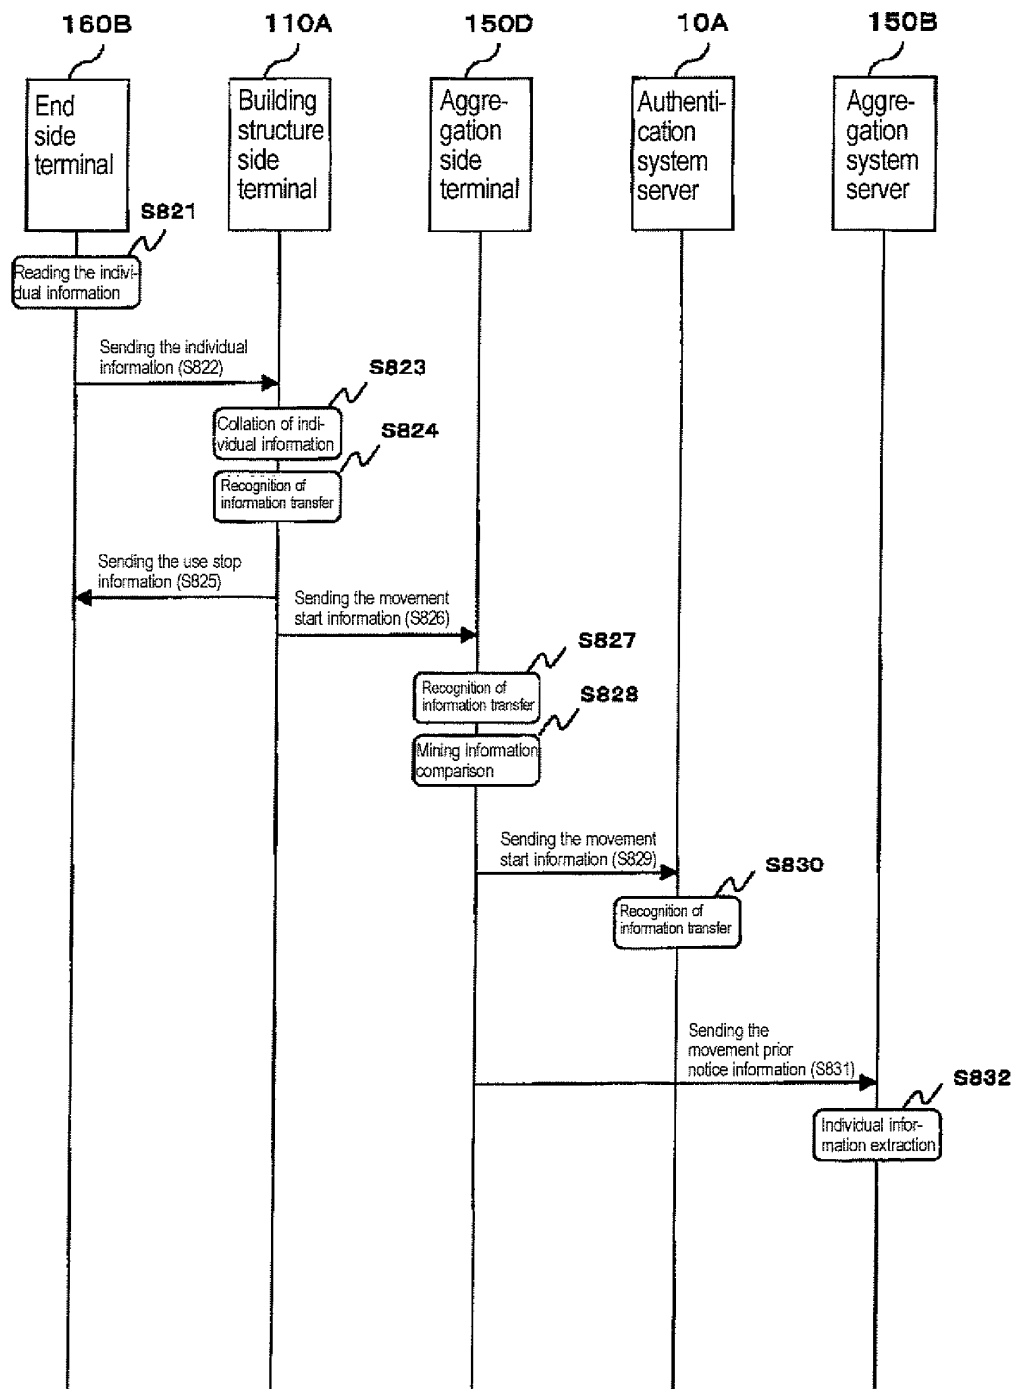 160B
110A
150D
10A
150B
End
side
terminal
Building
structure
side
terminal
Aggre-
gation
side
terminal
Authenti-
cation
system
server
Aggre-
gation
system
server
S821
Reading the indivi-
dual information
Sending the individual
information (S822)
S823
Collation of indi-
vidual information
S824
Recognition of
information transfer
Sending the use stop
information (S825)
Sending the movement
start information (S826)
S827
Recognition of
information transfer
S828
Mining information
comparison
Sending the movement
start information (S829)
S830
Recognition of
information transfer
Sending the
movement prior
notice information (S831)
S832
Individual infor-
mation extraction